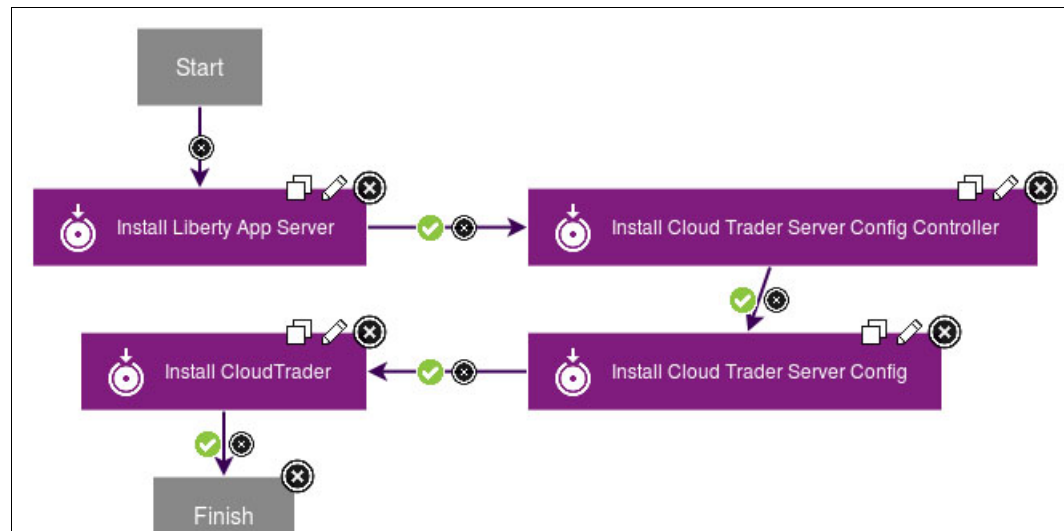 Start
Install Liberty App Server
Install Cloud Trader Server Config Controller
Install Cloud Trader Server Config
Install CloudTrader
Finish